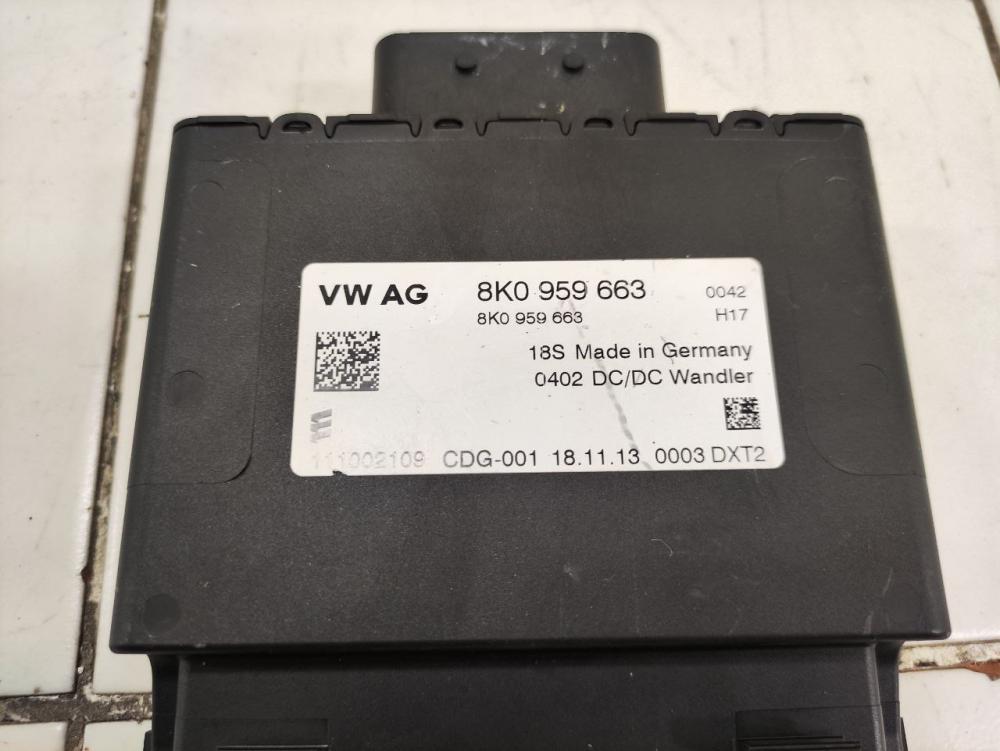 VW AG 8K0 959 663 0042
8K0 959 663 H17
18S Made in Germany
0402 DC/DC Wandler
111002109 CDG-001 18.11.13 0003 DXT2